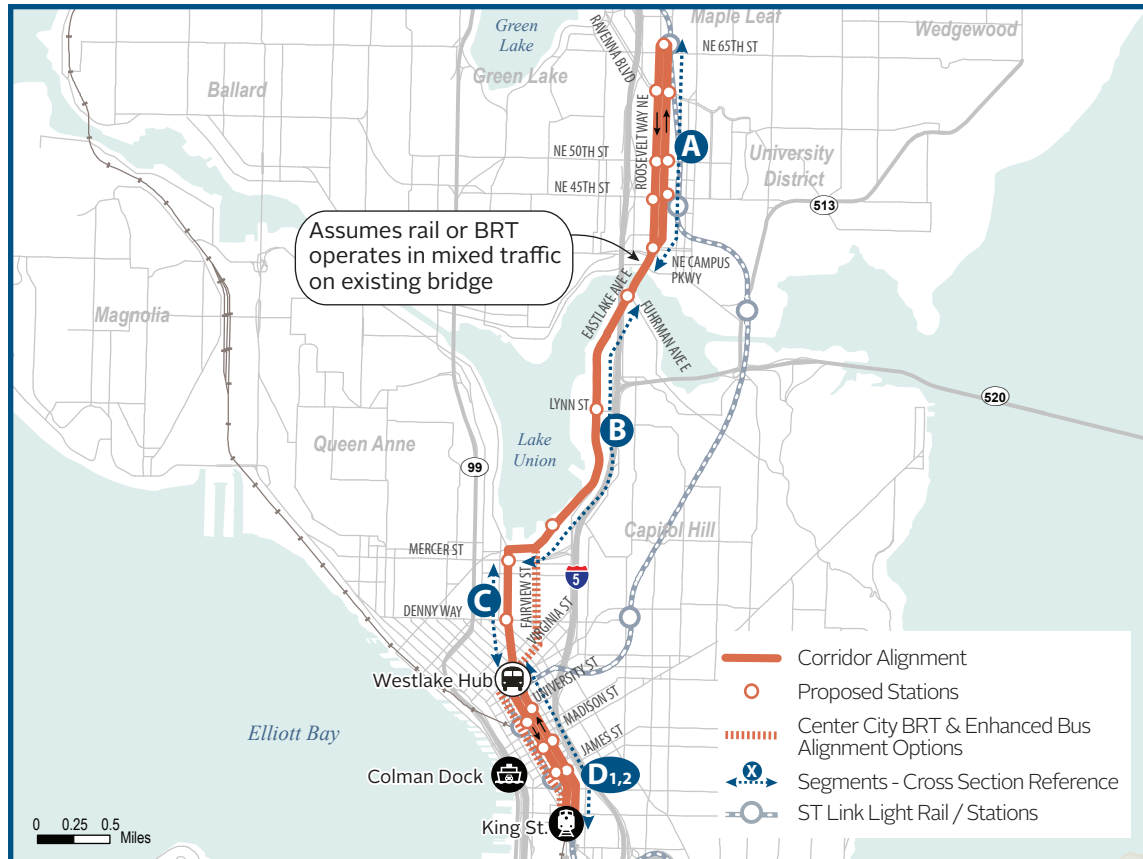 Maple Leaf
Green
Lake
RAVENNA BLVD
NE 65TH ST
Wedgewood
Green Lake
Ballard
ROOSEVELT WAY NE
A
NE 50TH ST
University
District
NE 45TH ST
513
Assumes rail or BRT
operates in mixed traffic
on existing bridge
NE CAMPUS
PKWY
EASTLAKE AVE E
FUHRMAN AVE E
Magnolia
520
LYNN ST
B
Queen Anne
Lake
Union
99
Capitol Hill
MERCER ST
5
FAIRVIEW ST
C
DENNY WAY
VIRGINIA ST
Westlake Hub
UNIVERSITY ST
MADISON ST
JAMES ST
Elliott Bay
Colman Dock
D1,2
King St.
0 0.25 0.5
Miles
Corridor Alignment
Proposed Stations
Center City BRT & Enhanced Bus
Alignment Options
X
Segments - Cross Section Reference
ST Link Light Rail / Stations